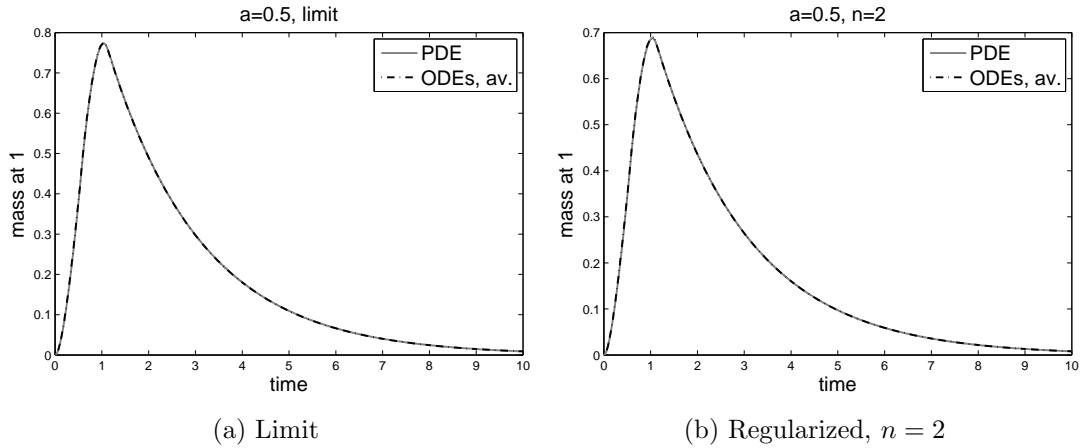 a=0.5, limit
0.8
0.7
0.6
0.5
0.4
0.3
0.2
0.1
0
mass at 1
PDE
ODEs, av.
0 1 2 3 4 5 6 7 8 9 10
time
(a) Limit
a=0.5, n=2
0.7
0.6
0.5
0.4
0.3
0.2
0.1
0
mass at 1
PDE
ODEs, av.
0 1 2 3 4 5 6 7 8 9 10
time
(b) Regularized, n = 2